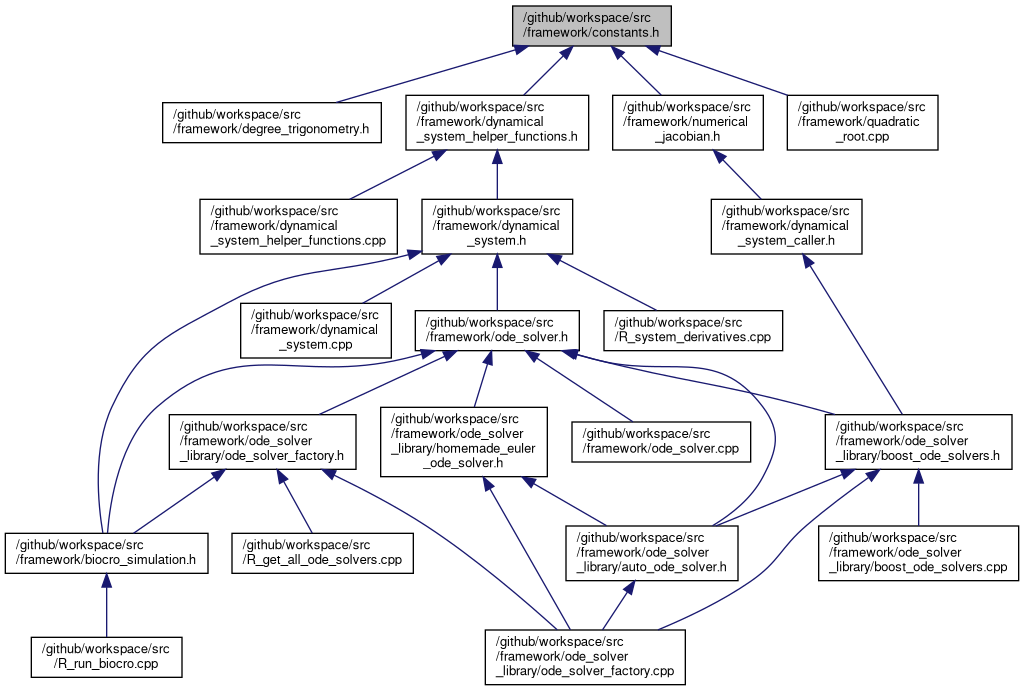 /github/workspace/src
/framework/constants.h
/github/workspace/src
/framework/degree_trigonometry.h
/github/workspace/src
/framework/dynamical
_system_helper_functions.h
/github/workspace/src
/framework/numerical
_jacobian.h
/github/workspace/src
/framework/quadratic
_root.cpp
/github/workspace/src
/framework/dynamical
_system_helper_functions.cpp
/github/workspace/src
/framework/dynamical
_system.h
/github/workspace/src
/framework/dynamical
_system_caller.h
/github/workspace/src
/framework/dynamical
_system.cpp
/github/workspace/src
/framework/ode_solver.h
/github/workspace/src
/R_system_derivatives.cpp
/github/workspace/src
/framework/ode_solver
_library/ode_solver_factory.h
/github/workspace/src
/framework/ode_solver
_library/homemade_euler
_ode_solver.h
/github/workspace/src
/framework/ode_solver.cpp
/github/workspace/src
/framework/ode_solver
_library/boost_ode_solvers.h
/github/workspace/src
/framework/biocro_simulation.h
/github/workspace/src
/R_get_all_ode_solvers.cpp
/github/workspace/src
/framework/ode_solver
_library/auto_ode_solver.h
/github/workspace/src
/framework/ode_solver
_library/boost_ode_solvers.cpp
/github/workspace/src
/R_run_biocro.cpp
/github/workspace/src
/framework/ode_solver
_library/ode_solver_factory.cpp